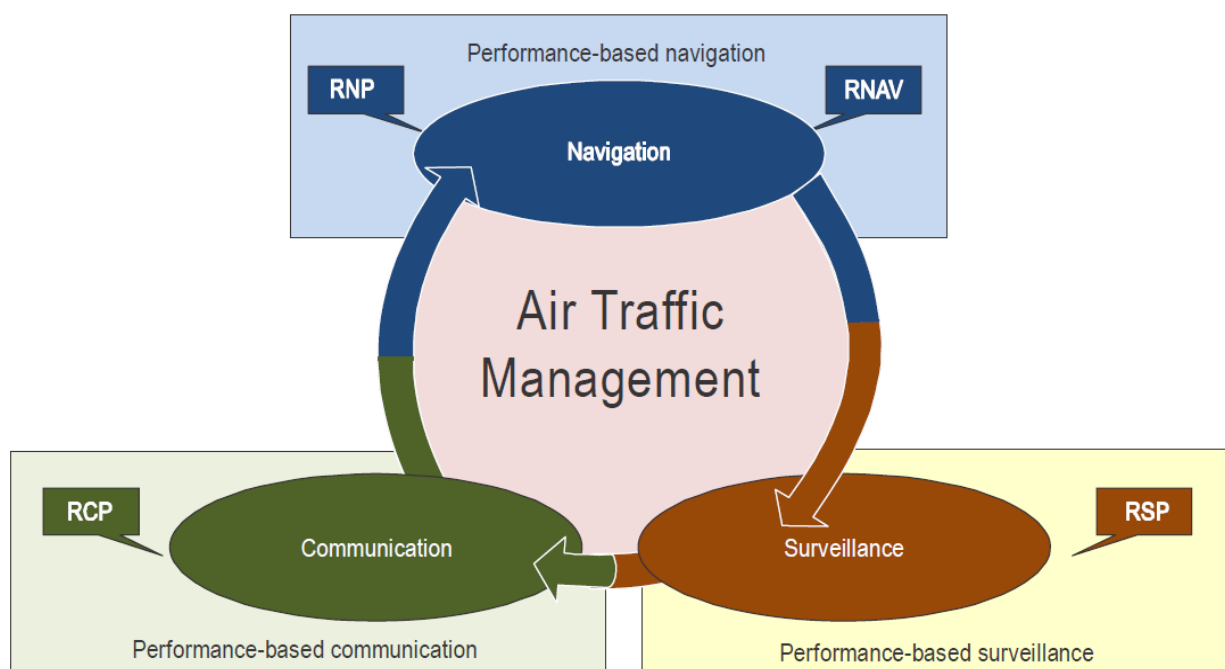 Performance-based navigation
RNP
RNAV
Navigation
Air Traffic
Management
RCP
RSP
Communication
Surveillance
Performance-based communication
Performance-based surveillance